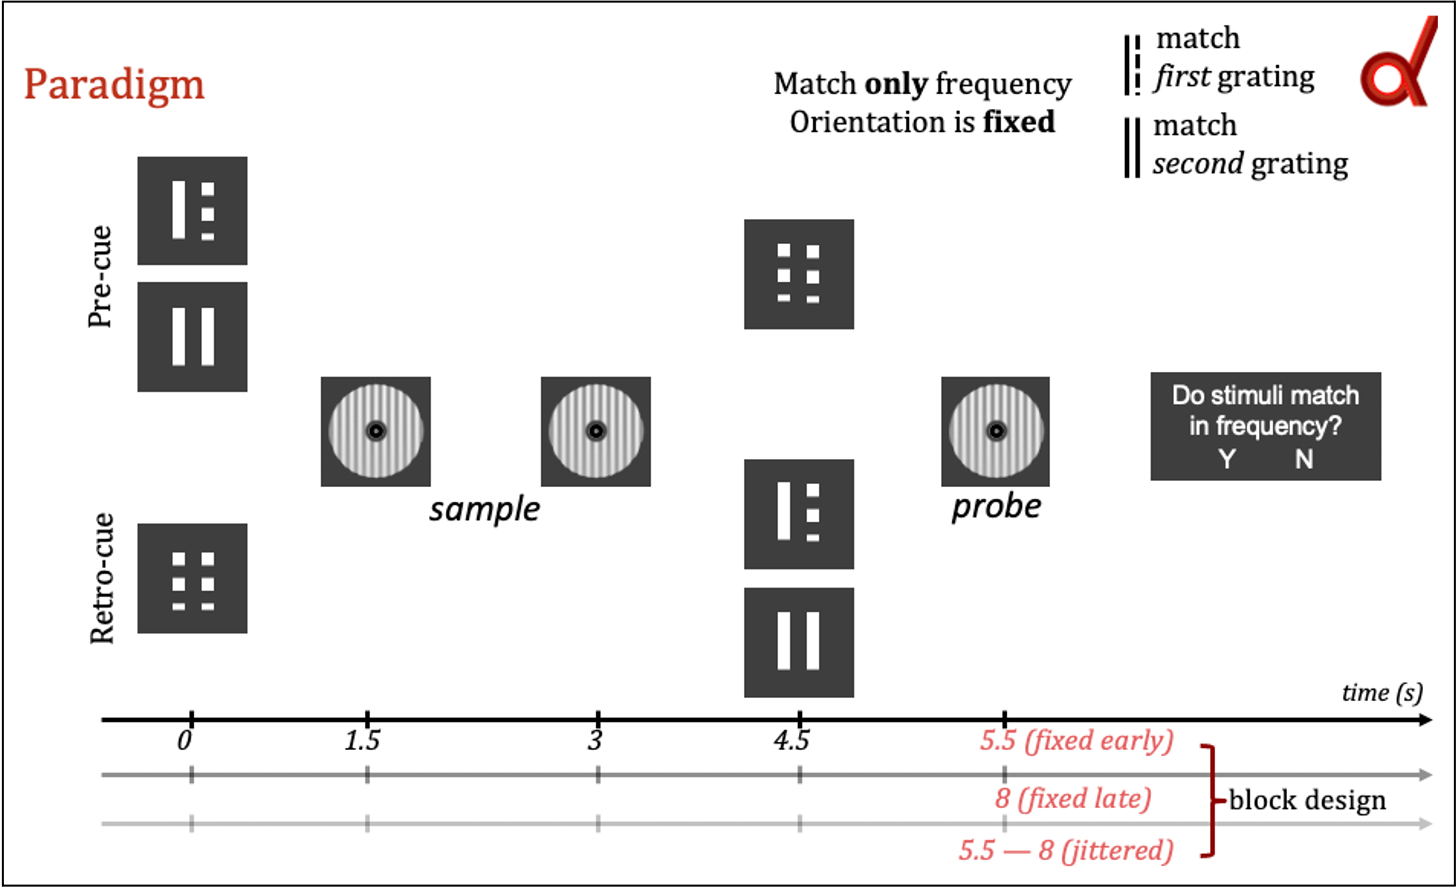 Paradigm
Match only frequency
Orientation is fixed
match
first grating
match
second grating
Pre-cue
Retro-cue
sample
probe
Do stimuli match
in frequency?
Y N
time (s)
0 1.5 3 4.5 5.5 (fixed early)
8 (fixed late)
block design
5.5 — 8 (jittered)